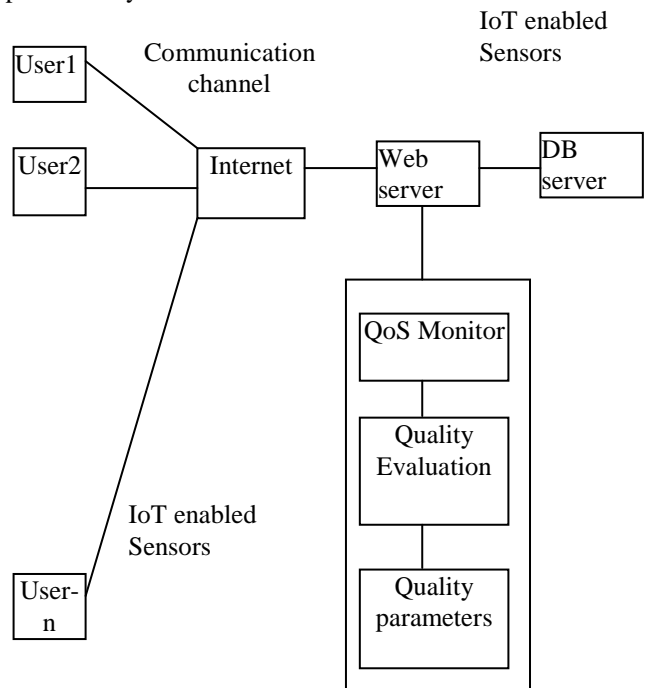 IoT enabled
Sensors
User1
Communication
channel
User2
Internet
Web
server
DB
server
QoS Monitor
Quality
Evaluation
IoT enabled
Sensors
Quality
parameters
User-
n